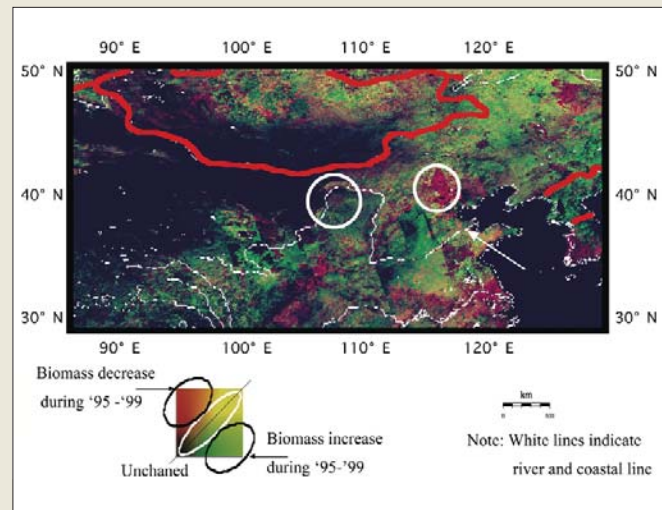 90° E 100° E 110° E 120° E
50° N 50° N
40° N 40° N
30° N 30° N
90° E 100° E 110° E 120° E
Biomass decrease
during ‘95 -‘99
Biomass increase
during ‘95-‘99
Unchaned
km
Note: White lines indicate
river and coastal line